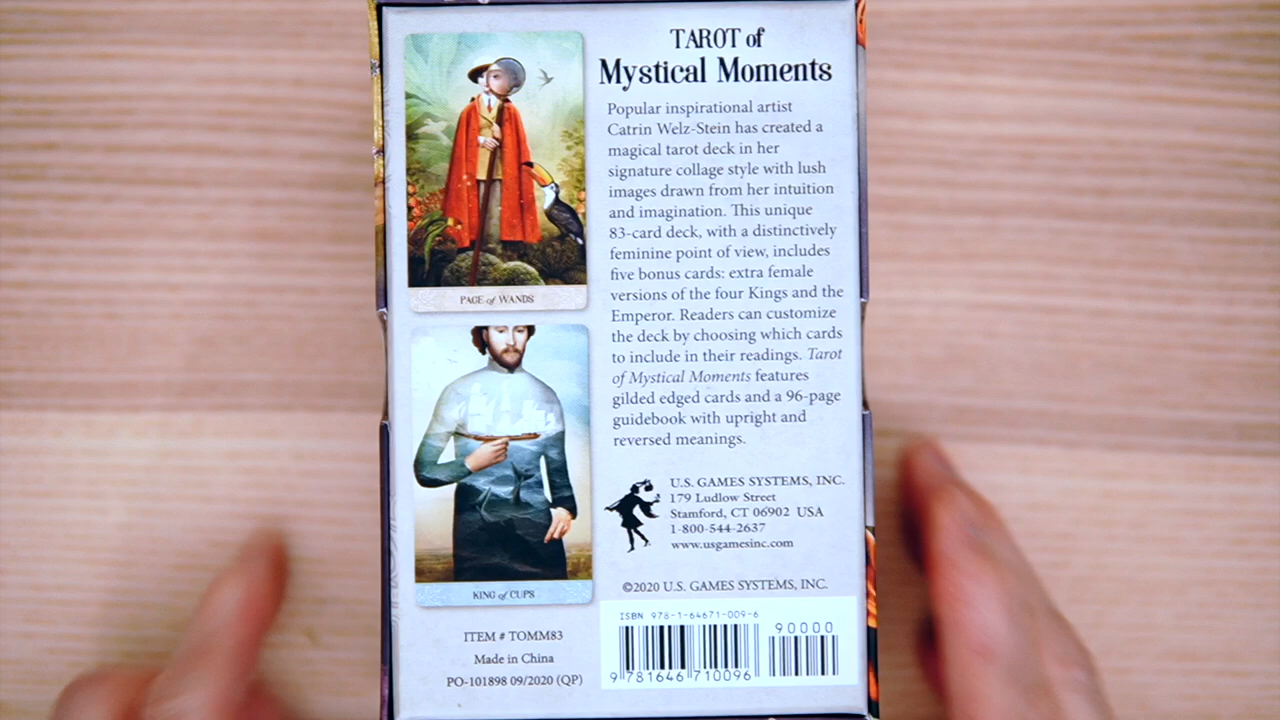 TAROT of
Mystical Moments
Popular inspirational artist
Catrin Welz-Stein has created a
magical tarot deck in her
signature collage style with lush
images drawn from her intuition
and imagination. This unique
83-card deck, with a distinctively
feminine point of view, includes
five bonus cards: extra female
versions of the four Kings and the
Emperor. Readers can customize
the deck by choosing which cards
to include in their readings. Tarot
of Mystical Moments features
gilded edged cards and a 96-page
guidebook with upright and
reversed meanings.
PAGE of WANDS
KING of CUPS
U.S. GAMES SYSTEMS, INC.
179 Ludlow Street
Stamford, CT 06902 USA
1-800-544-2637
www.usgamesinc.com
©2020 U.S. GAMES SYSTEMS, INC.
ISBN 978-1-64671-009-6
90000
9 781646 710096
ITEM # TOMM83
Made in China
PO-101898 09/2020 (QP)